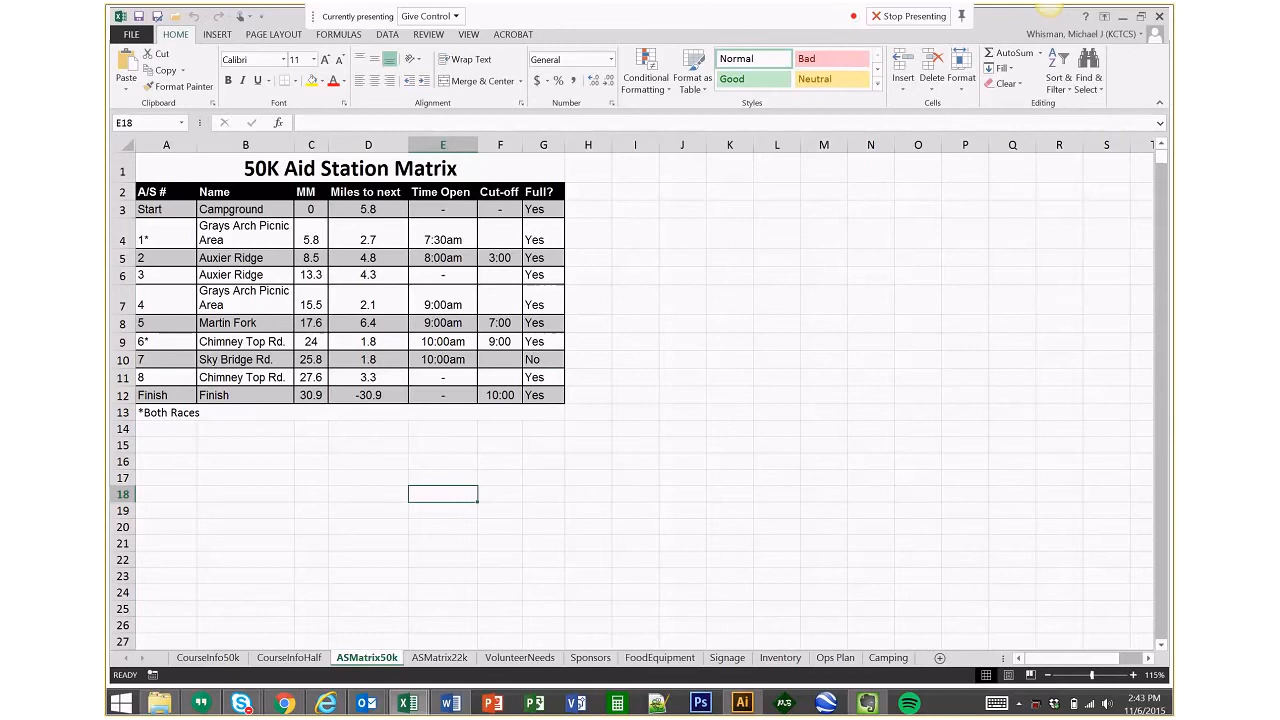 Currently presenting Give Control Stop Presenting
FILE HOME INSERT PAGE LAYOUT FORMULAS DATA REVIEW VIEW ACROBAT Whisman, Michael J (KCTCS)
Paste Cut Copy Format Painter
Clipboard
Calibri 11
B I U A
Font
Wrap Text
Merge & Center
Alignment
General
$ % ,
Number
Conditional Formatting
Format as Table
Normal Bad
Good Neutral
Styles
Insert Delete Format
Cells
AutoSum
Fill
Clear
Sort & Filter
Find & Select
Editing
E18 fx
A B C D E F G H I J K L M N O P Q R S T
1 50K Aid Station Matrix
2 A/S # Name MM Miles to next Time Open Cut-off Full?
3 Start Campground 0 5.8 - - Yes
Grays Arch Picnic
4 1* Area 5.8 2.7 7:30am Yes
5 2 Auxier Ridge 8.5 4.8 8:00am 3:00 Yes
6 3 Auxier Ridge 13.3 4.3 - Yes
Grays Arch Picnic
7 4 Area 15.5 2.1 9:00am Yes
8 5 Martin Fork 17.6 6.4 9:00am 7:00 Yes
9 6* Chimney Top Rd. 24 1.8 10:00am 9:00 Yes
10 7 Sky Bridge Rd. 25.8 1.8 10:00am No
11 8 Chimney Top Rd. 27.6 3.3 - Yes
12 Finish Finish 30.9 -30.9 - 10:00 Yes
13 *Both Races
14
15
16
17
18
19
20
21
22
23
24
25
26
27
CourseInfo50k CourseInfoHalf ASMatrix50k ASMatrix22k VolunteerNeeds Sponsors FoodEquipment Signage Inventory Ops Plan Camping
READY 115%
2:43 PM
11/6/2015